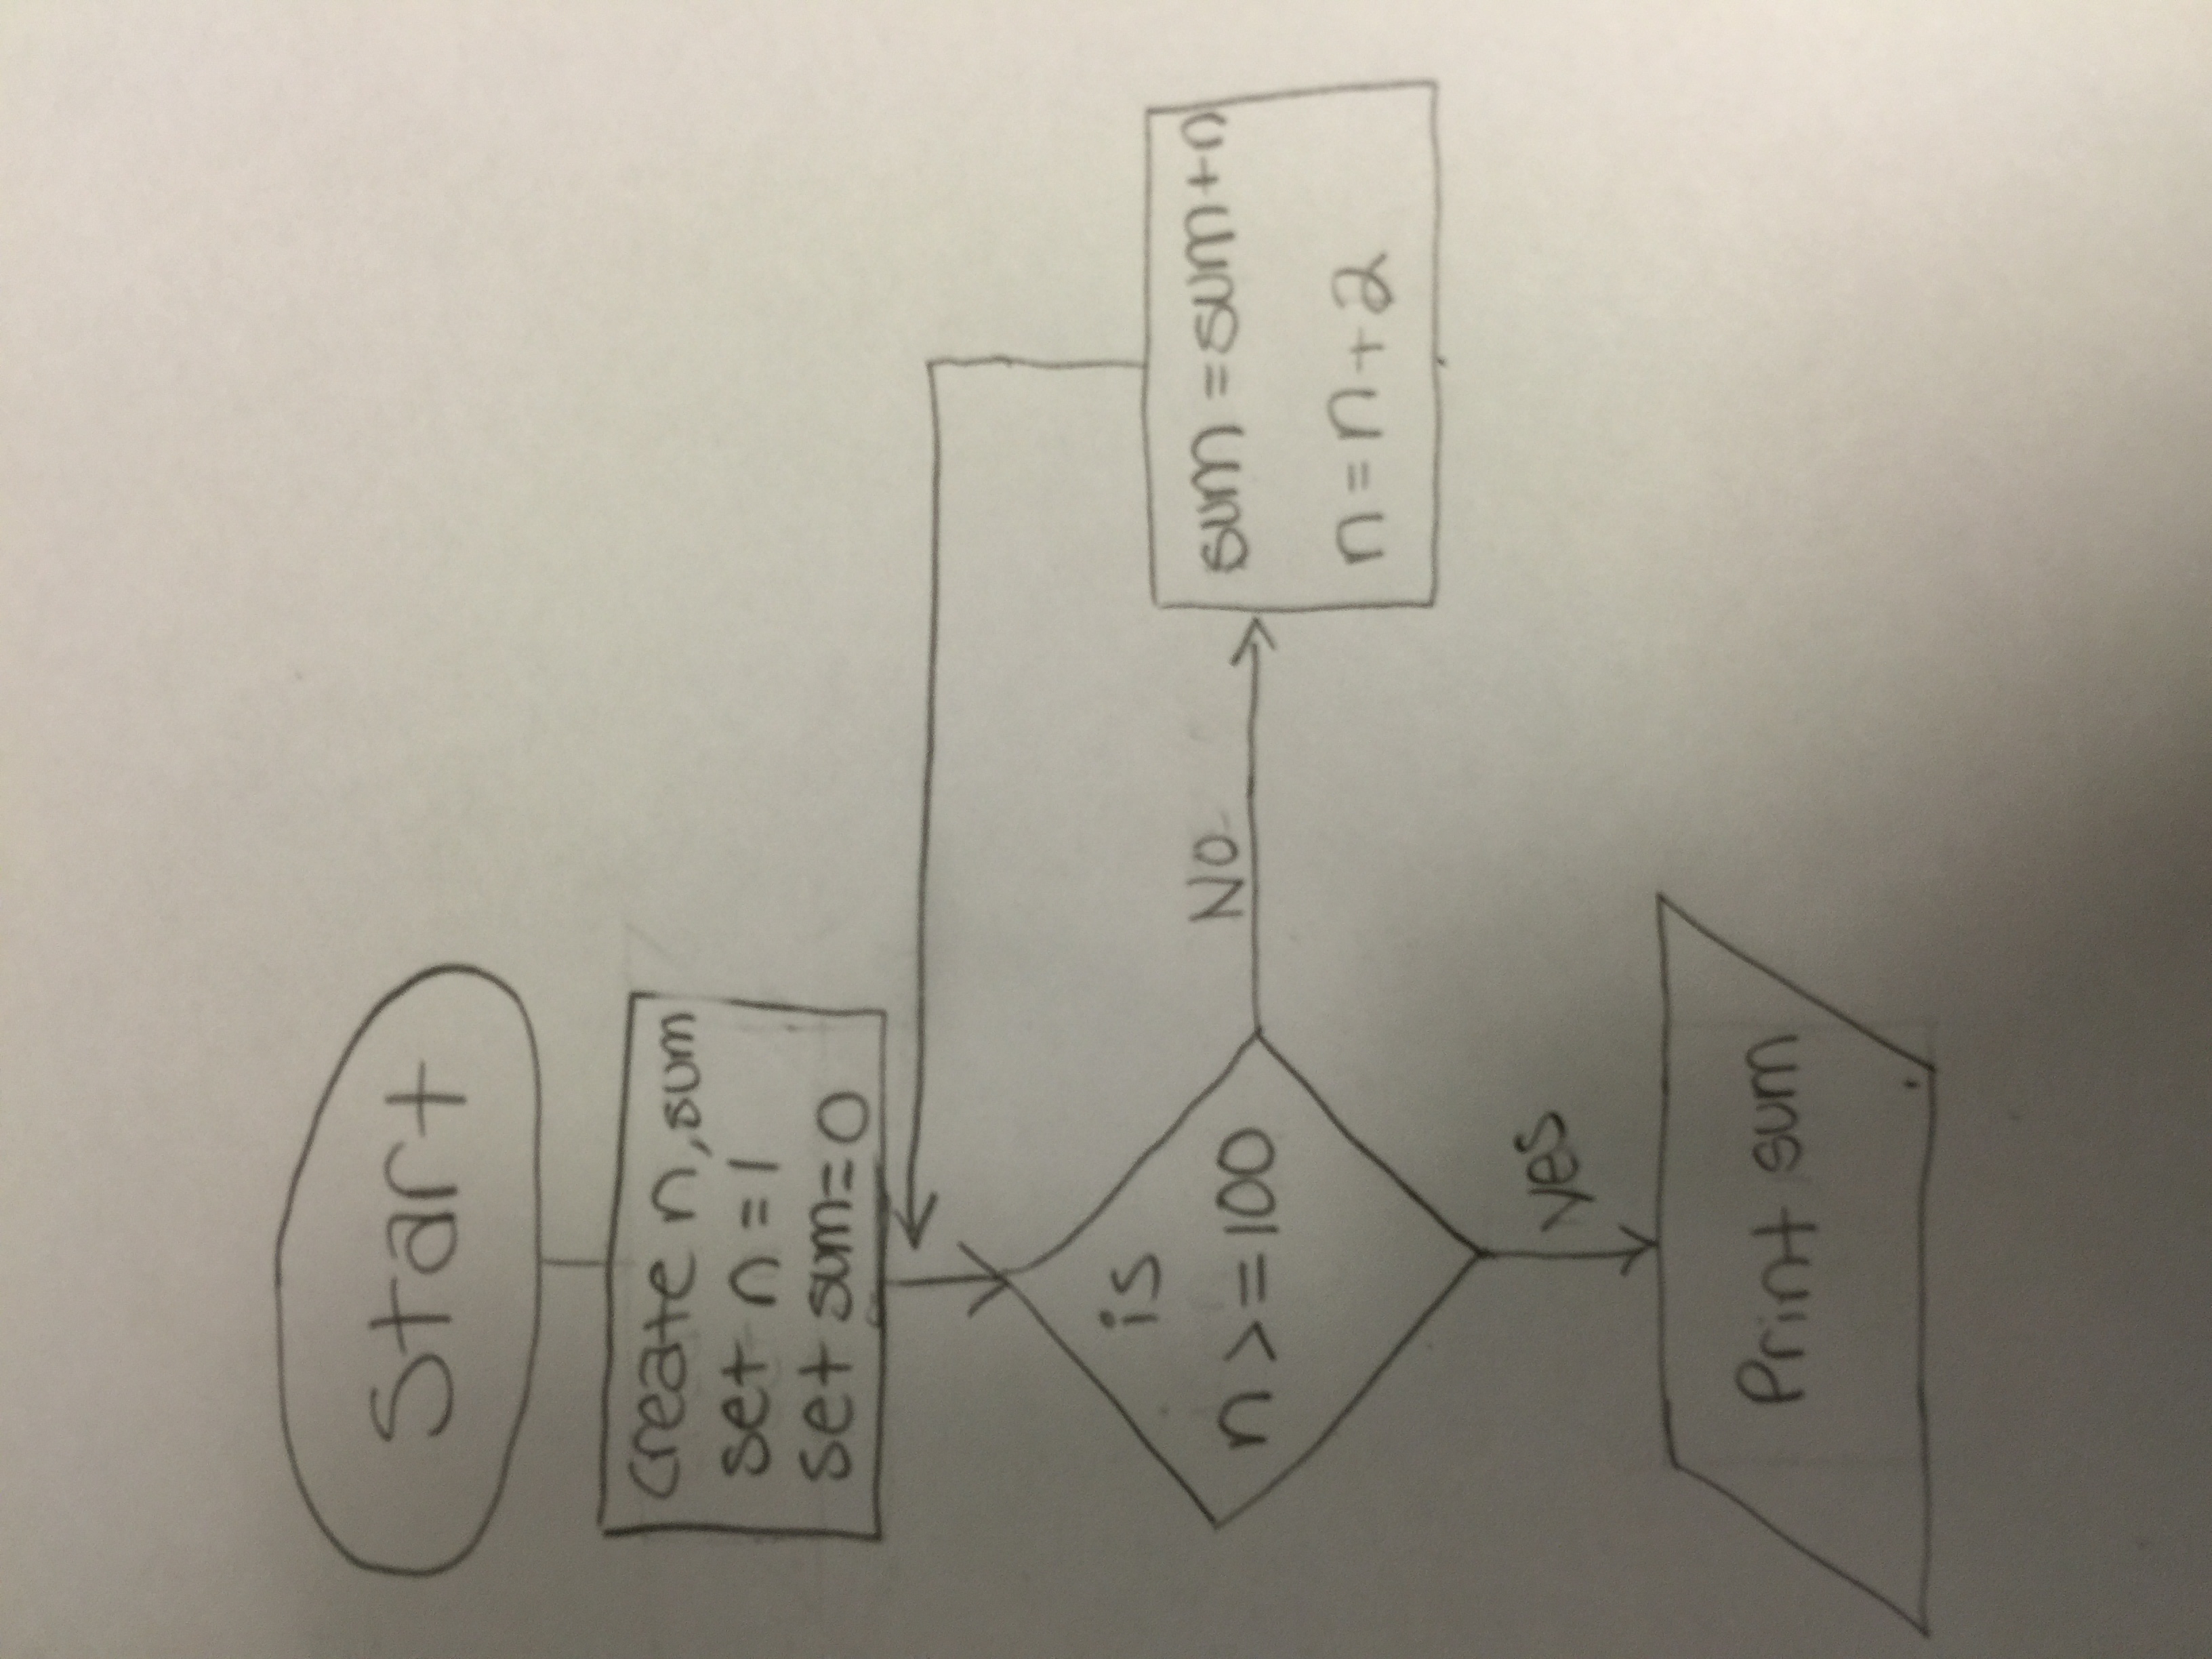 Start
create n, sum
set n = 1
set sum = 0
is
n >= 100
NO
sum = sum + n
n = n + 2
yes
Print sum